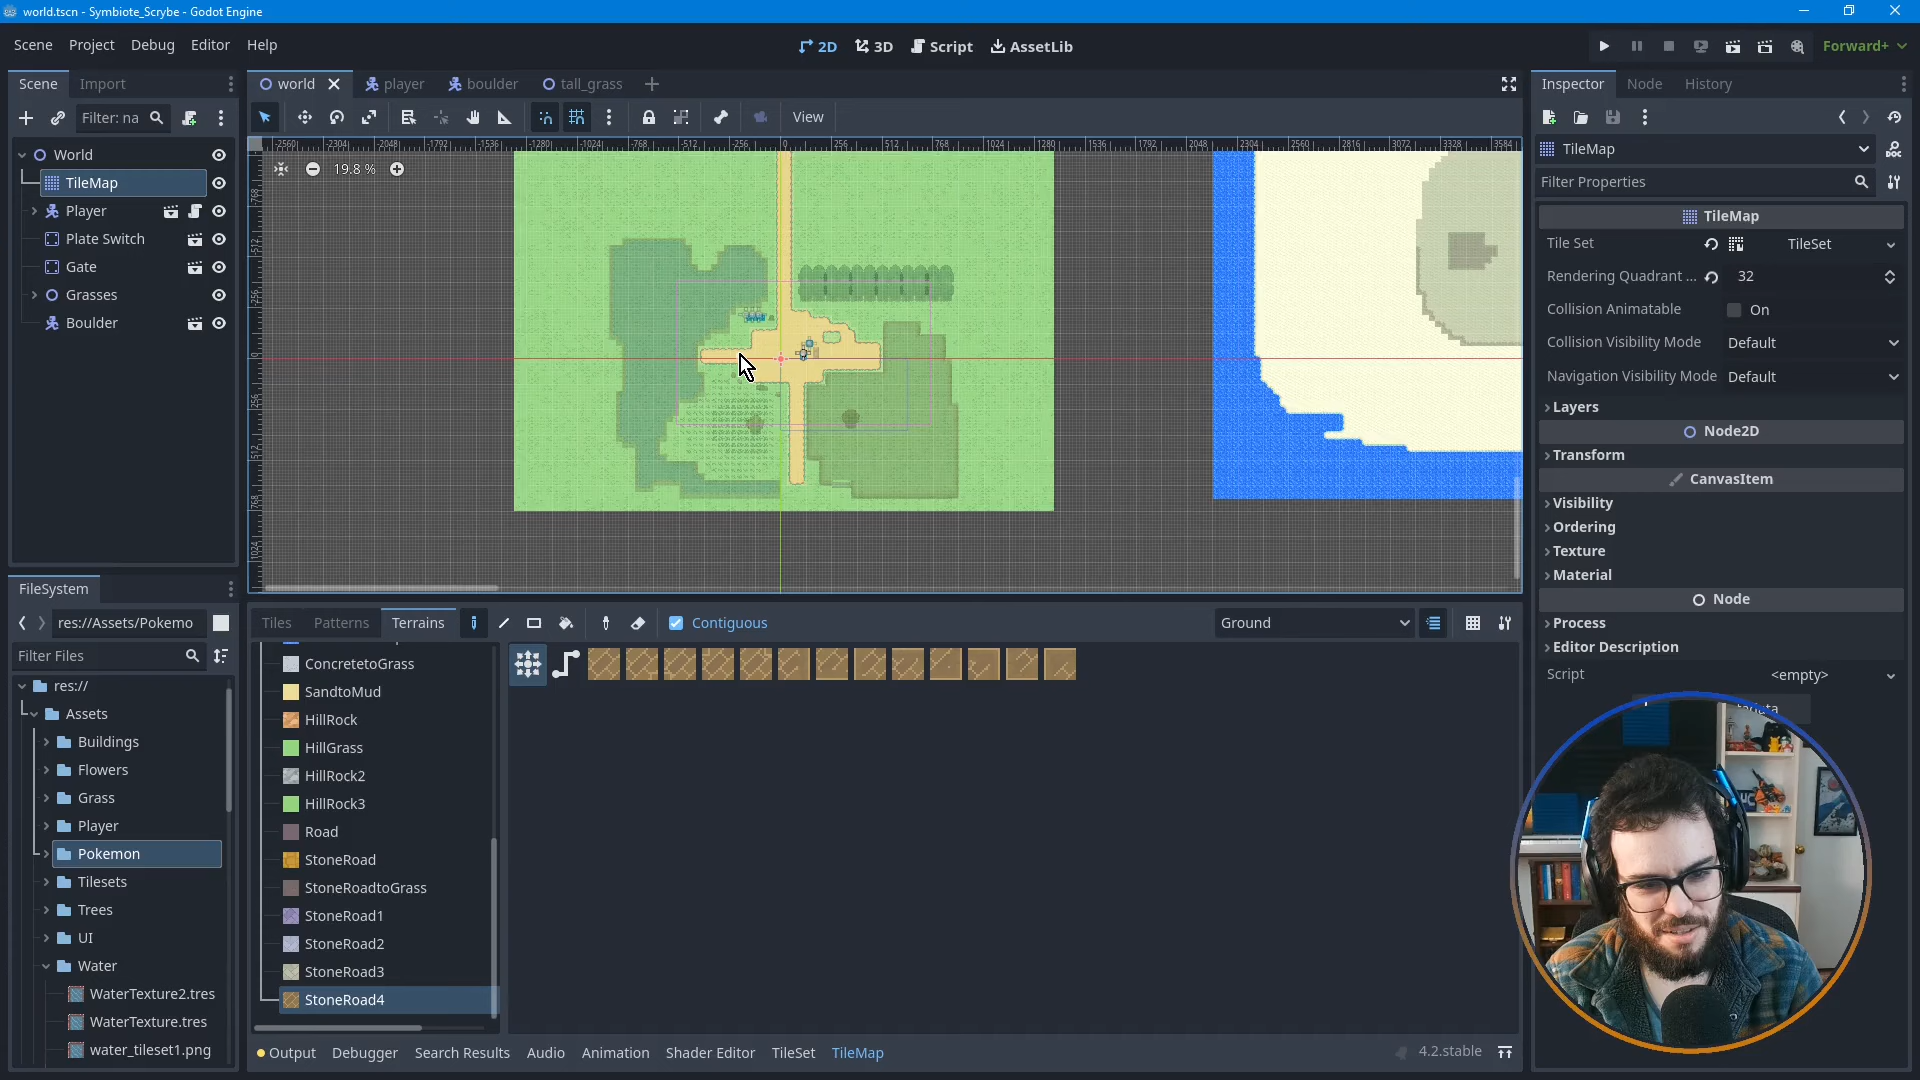 world.tscn - Symbiote_Scrybe - Godot Engine
Scene Project Debug Editor Help
2D 3D Script AssetLib
Forward+
Scene Import
world player boulder tall_grass
Inspector Node History
Filter: na
View
World
TileMap
Player
Plate Switch
Gate
Grasses
Boulder
19.8 %
TileMap
Filter Properties
TileMap
Tile Set TileSet
Rendering Quadrant ... 32
Collision Animatable On
Collision Visibility Mode Default
Navigation Visibility Mode Default
Layers
Node2D
Transform
CanvasItem
Visibility
Ordering
Texture
Material
Node
Process
Editor Description
Script <empty>
FileSystem
res://Assets/Pokemo
Filter Files
res://
Assets
Buildings
Flowers
Grass
Player
Pokemon
Tilesets
Trees
UI
Water
WaterTexture2.tres
WaterTexture.tres
water_tileset1.png
Tiles Patterns Terrains
Contiguous
Ground
ConcretetoGrass
SandtoMud
HillRock
HillGrass
HillRock2
HillRock3
Road
StoneRoad
StoneRoadtoGrass
StoneRoad1
StoneRoad2
StoneRoad3
StoneRoad4
Output Debugger Search Results Audio Animation Shader Editor TileSet TileMap
4.2.stable